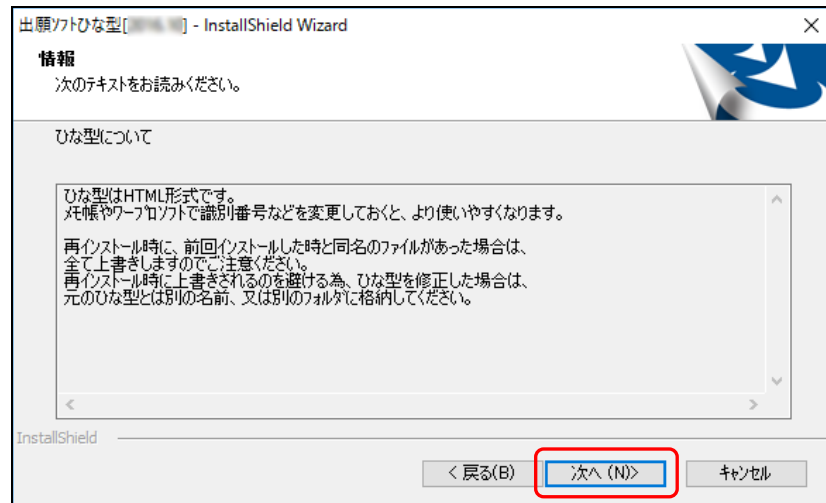 出願ソフトひな型[ ] - InstallShield Wizard
情報
次のテキストをお読みください。
ひな型について
ひな型はHTML形式です。
メモ帳やワープロソフトで識別番号などを変更しておくと、より使いやすくなります。
再インストール時に、前回インストールした時と同名のファイルがあった場合は、
全て上書きしますのでご注意ください。
再インストール時に上書きされるのを避ける為、ひな型を修正した場合は、
元のひな型とは別の名前、又は別のフォルダに格納してください。
InstallShield
< 戻る(B)
次へ (N)>
キャンセル